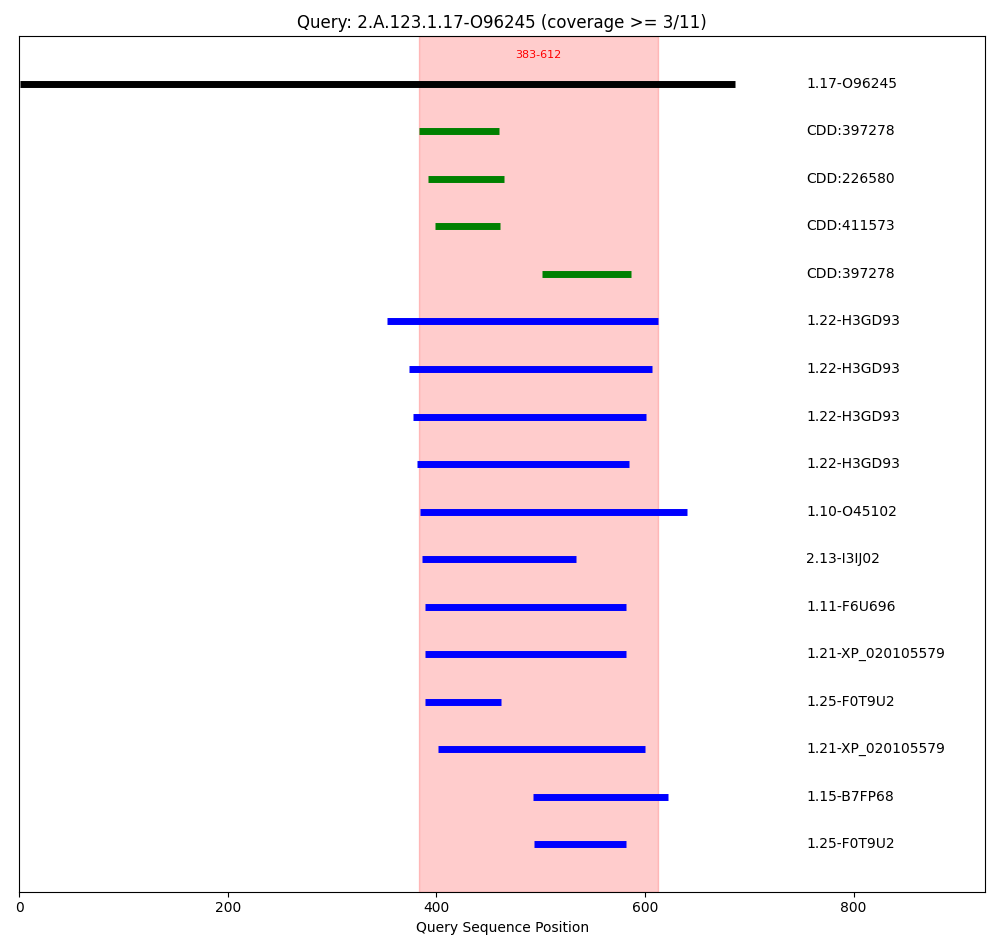 Query: 2.A.123.1.17-O96245 (coverage >= 3/11)
383-612
1.17-O96245
CDD:397278
CDD:226580
CDD:411573
CDD:397278
1.22-H3GD93
1.22-H3GD93
1.22-H3GD93
1.22-H3GD93
1.10-O45102
2.13-I3IJ02
1.11-F6U696
1.21-XP_020105579
1.25-F0T9U2
1.21-XP_020105579
1.15-B7FP68
1.25-F0T9U2
0 200 400 600 800
Query Sequence Position